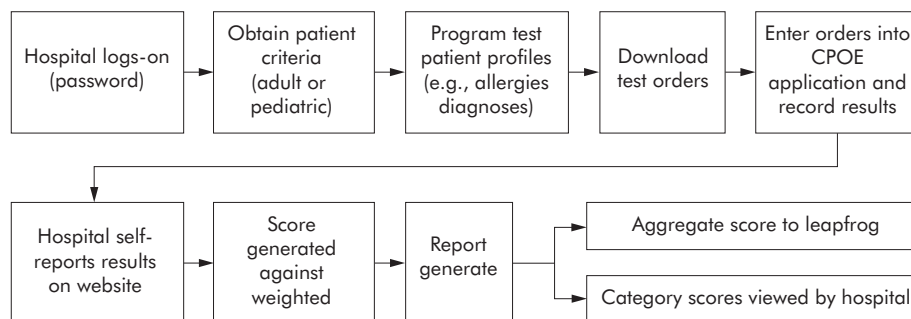 Hospital logs-on
(password)
Obtain patient
criteria
(adult or
pediatric)
Program test
patient profiles
(e.g., allergies
diagnoses)
Download
test orders
Enter orders into
CPOE
application and
record results
Hospital self-
reports results
on website
Score
generated
against
weighted
Report
generate
Aggregate score to leapfrog
Category scores viewed by hospital